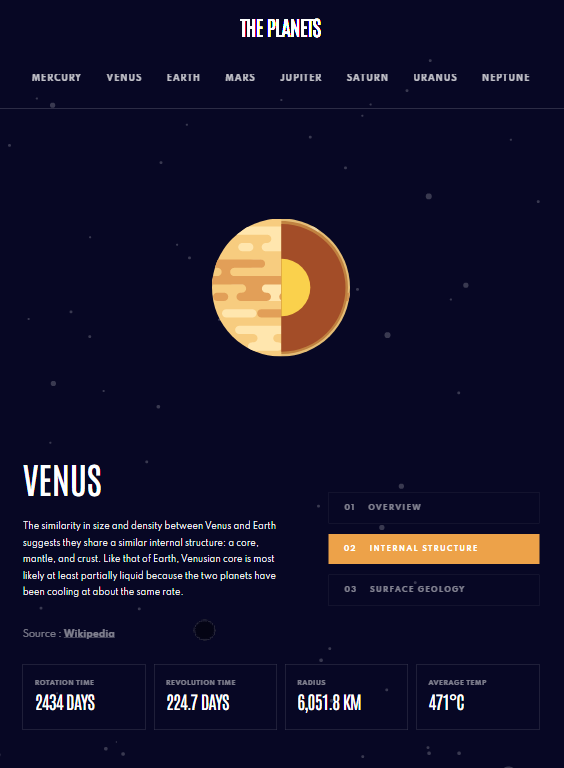 THE PLANETS
MERCURY VENUS EARTH MARS JUPITER SATURN URANUS NEPTUNE
VENUS
The similarity in size and density between Venus and Earth
suggests they share a similar internal structure: a core,
mantle, and crust. Like that of Earth, Venusian core is most
likely at least partially liquid because the two planets have
been cooling at about the same rate.
Source : Wikipedia
01 OVERVIEW
02 INTERNAL STRUCTURE
03 SURFACE GEOLOGY
ROTATION TIME
2434 DAYS
REVOLUTION TIME
224.7 DAYS
RADIUS
6,051.8 KM
AVERAGE TEMP
471°C